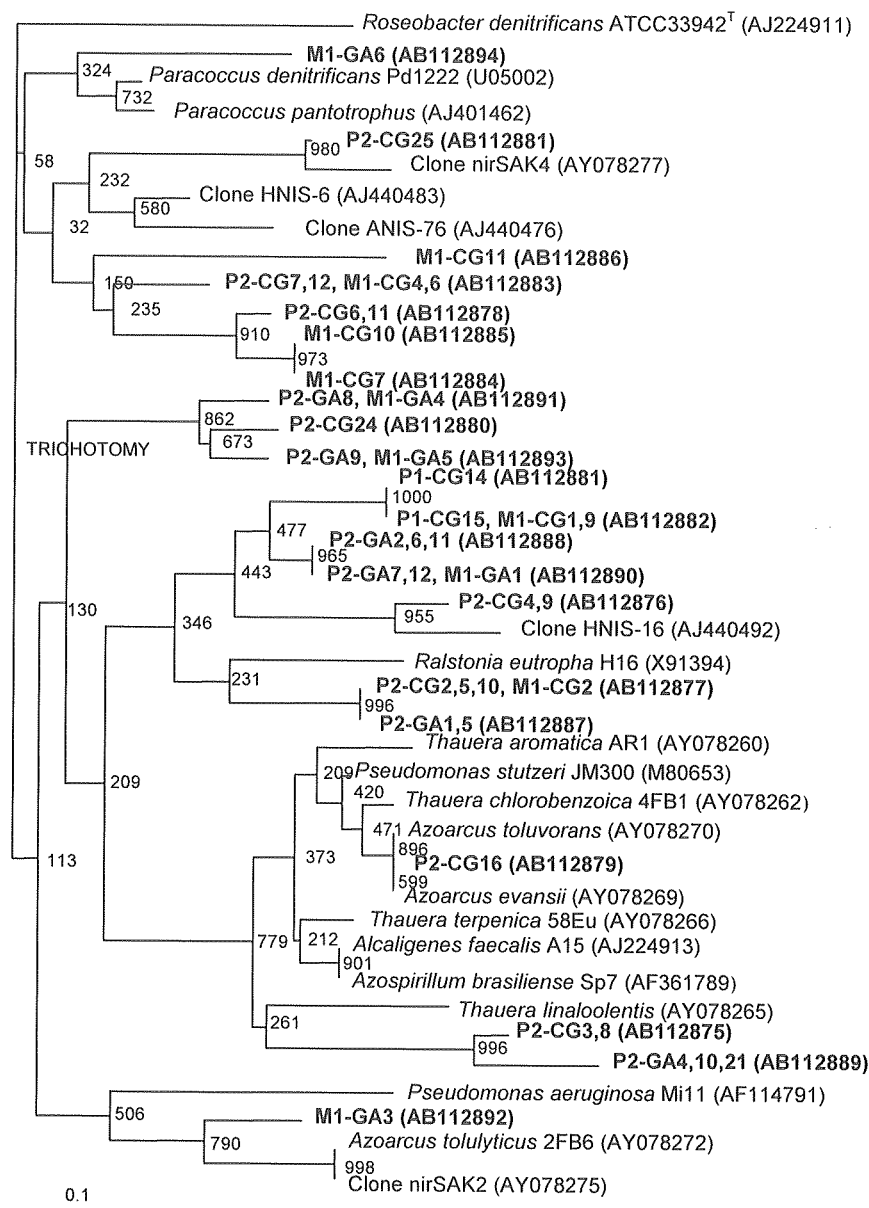 Roseobacter denitrificans ATCC33942T (AJ224911)
M1-GA6 (AB112894)
324
Paracoccus denitrificans Pd1222 (U05002)
732
Paracoccus pantotrophus (AJ401462)
P2-CG25 (AB112881)
980
58
Clone nirSAK4 (AY078277)
232
Clone HNIS-6 (AJ440483)
580
32
Clone ANIS-76 (AJ440476)
M1-CG11 (AB112886)
150
P2-CG7,12, M1-CG4,6 (AB112883)
235
P2-CG6,11 (AB112878)
910
M1-CG10 (AB112885)
973
M1-CG7 (AB112884)
P2-GA8, M1-GA4 (AB112891)
862
P2-CG24 (AB112880)
673
TRICHOTOMY
P2-GA9, M1-GA5 (AB112893)
P1-CG14 (AB112881)
1000
P1-CG15, M1-CG1,9 (AB112882)
477
P2-GA2,6,11 (AB112888)
965
443
P2-GA7,12, M1-GA1 (AB112890)
P2-CG4,9 (AB112876)
130
955
346
Clone HNIS-16 (AJ440492)
Ralstonia eutropha H16 (X91394)
231
P2-CG2,5,10, M1-CG2 (AB112877)
996
P2-GA1,5 (AB112887)
Thauera aromatica AR1 (AY078260)
209
209
Pseudomonas stutzeri JM300 (M80653)
420
Thauera chlorobenzoica 4FB1 (AY078262)
471
Azoarcus toluvorans (AY078270)
896
113
373
P2-CG16 (AB112879)
599
Azoarcus evansii (AY078269)
Thauera terpenica 58Eu (AY078266)
779
212
Alcaligenes faecalis A15 (AJ224913)
901
Azospirillum brasiliense Sp7 (AF361789)
Thauera linaloolentis (AY078265)
261
P2-CG3,8 (AB112875)
996
P2-GA4,10,21 (AB112889)
Pseudomonas aeruginosa Mi11 (AF114791)
506
M1-GA3 (AB112892)
790
Azoarcus tolulyticus 2FB6 (AY078272)
998
Clone nirSAK2 (AY078275)
0.1